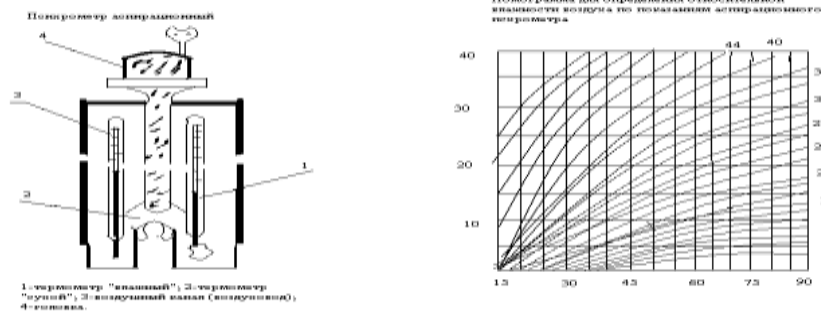 Психрометр аспирационный
4
3
1
2
1-термометр "влажный", 2-термометр
"сухой", 3-воздушный канал (воздуховод),
4-головка.
Номограмма для определения относительной
влажности воздуха по показаниям аспирационного
психрометра
44 40
40
30
20
10
15 30 45 60 75 90